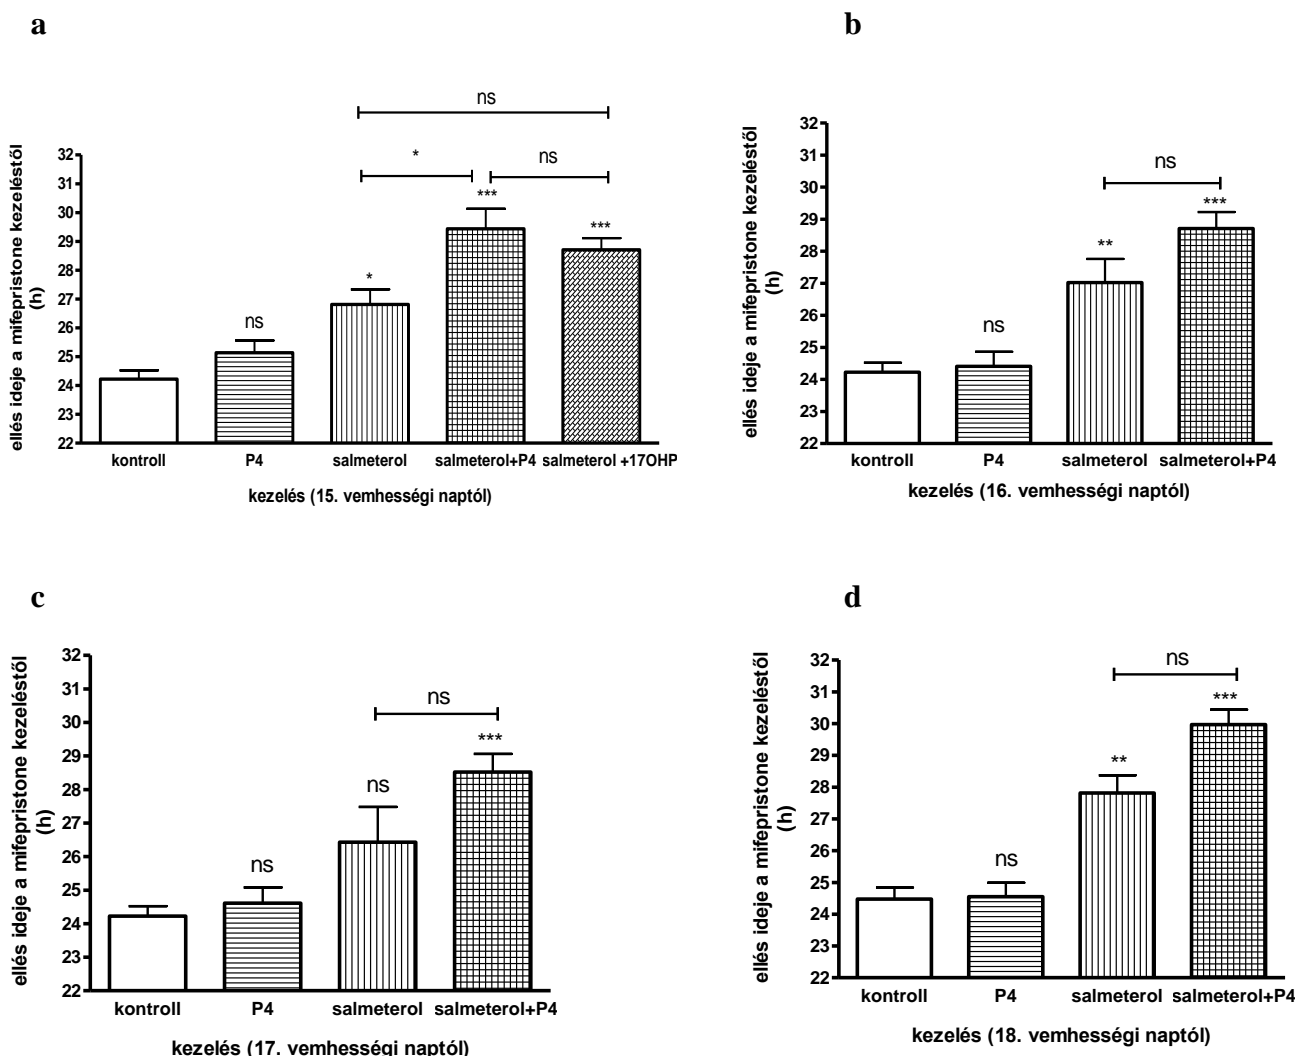 a
ns
*
ns
***
***
*
ns
32
31
30
29
28
27
26
25
24
23
22
ellés ideje a mifepristone kezeléstől
(h)
kontroll P4 salmeterol salmeterol+P4 salmeterol +17OHP
kezelés (15. vemhességi naptól)
b
ns
***
**
ns
32
31
30
29
28
27
26
25
24
23
22
ellés ideje a mifepristone kezeléstől
(h)
kontroll P4 salmeterol salmeterol+P4
kezelés (16. vemhességi naptól)
c
ns
***
ns
ns
32
31
30
29
28
27
26
25
24
23
22
ellés ideje a mifepristone kezeléstől
(h)
kontroll P4 salmeterol salmeterol+P4
kezelés (17. vemhességi naptól)
d
ns
***
**
ns
32
31
30
29
28
27
26
25
24
23
22
ellés ideje a mifepristone kezeléstől
(h)
kontroll P4 salmeterol salmeterol+P4
kezelés (18. vemhességi naptól)